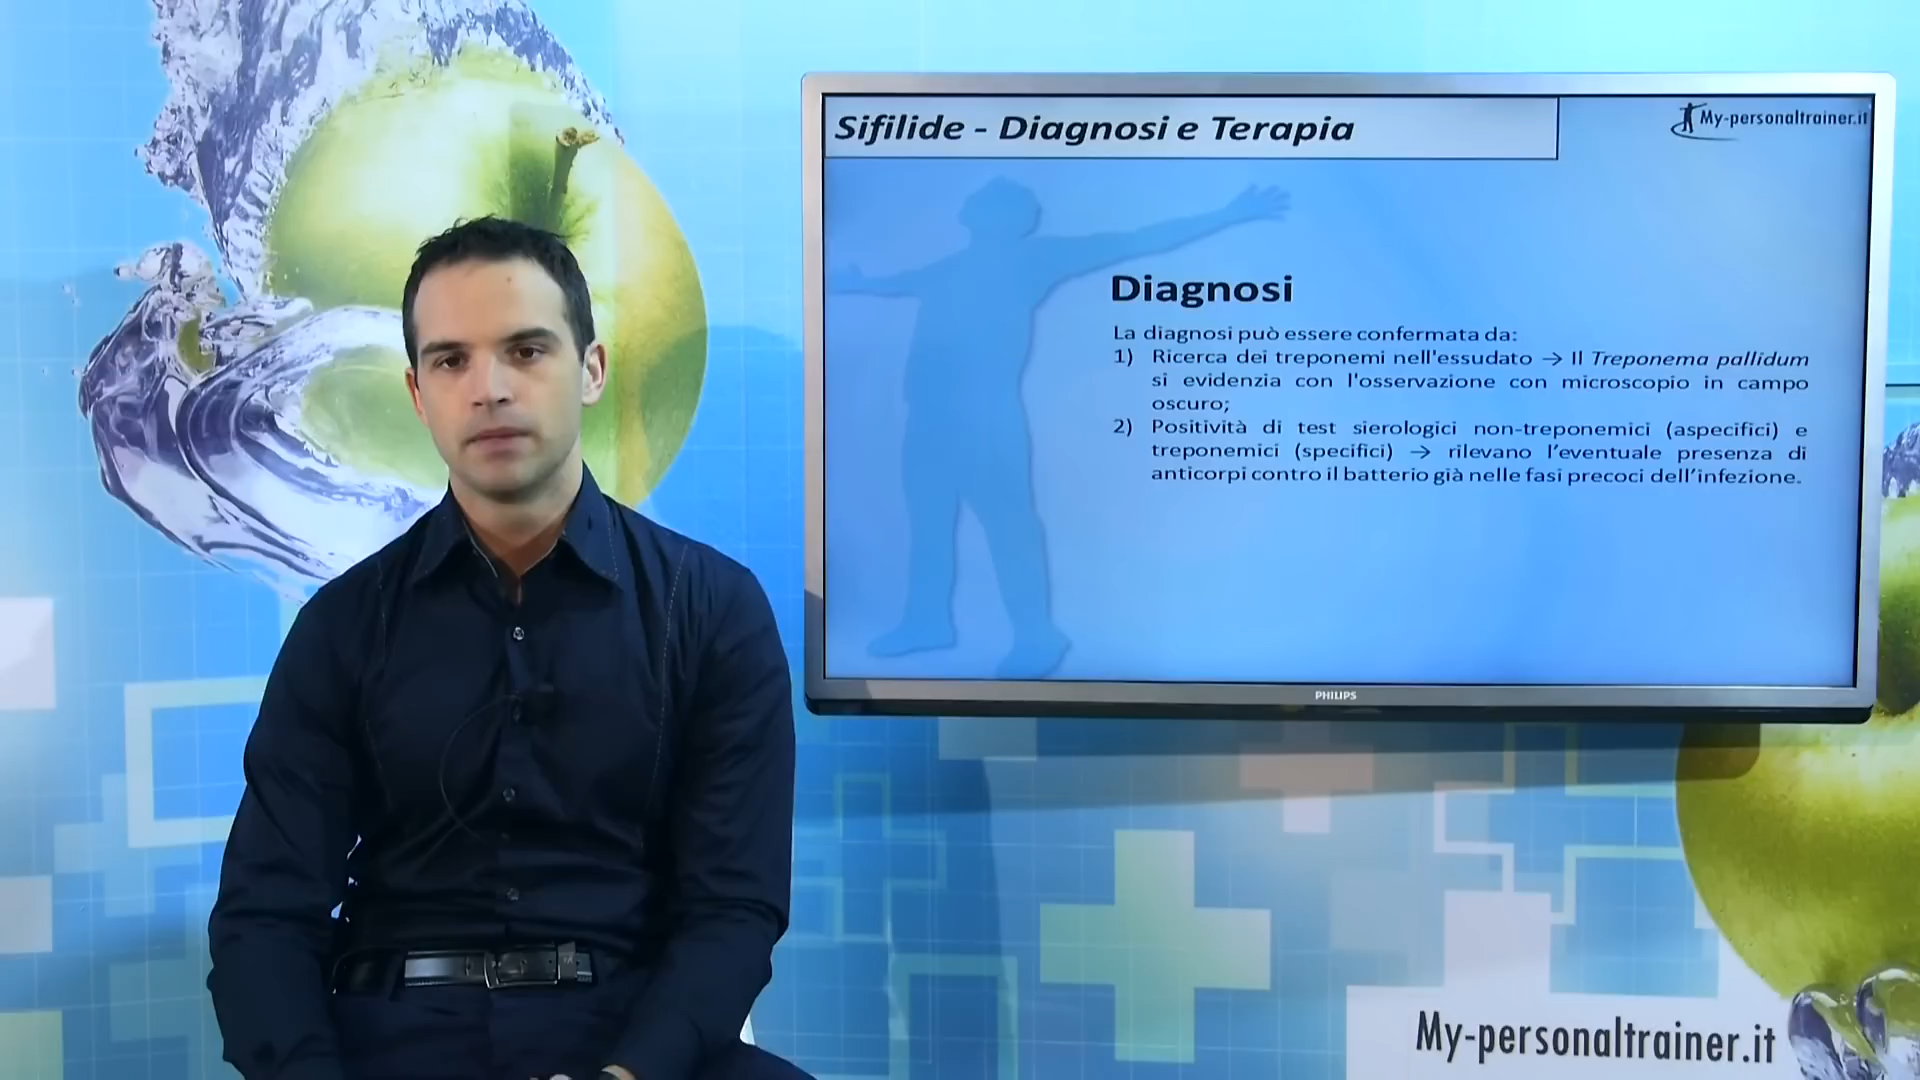 Sifilide - Diagnosi e Terapia
My-personaltrainer.it
Diagnosi
La diagnosi può essere confermata da:
1) Ricerca dei treponemi nell'essudato → Il Treponema pallidum
si evidenzia con l'osservazione con microscopio in campo
oscuro;
2) Positività di test sierologici non-treponemici (aspecifici) e
treponemici (specifici) → rilevano l'eventuale presenza di
anticorpi contro il batterio già nelle fasi precoci dell'infezione.
PHILIPS
My-personaltrainer.it